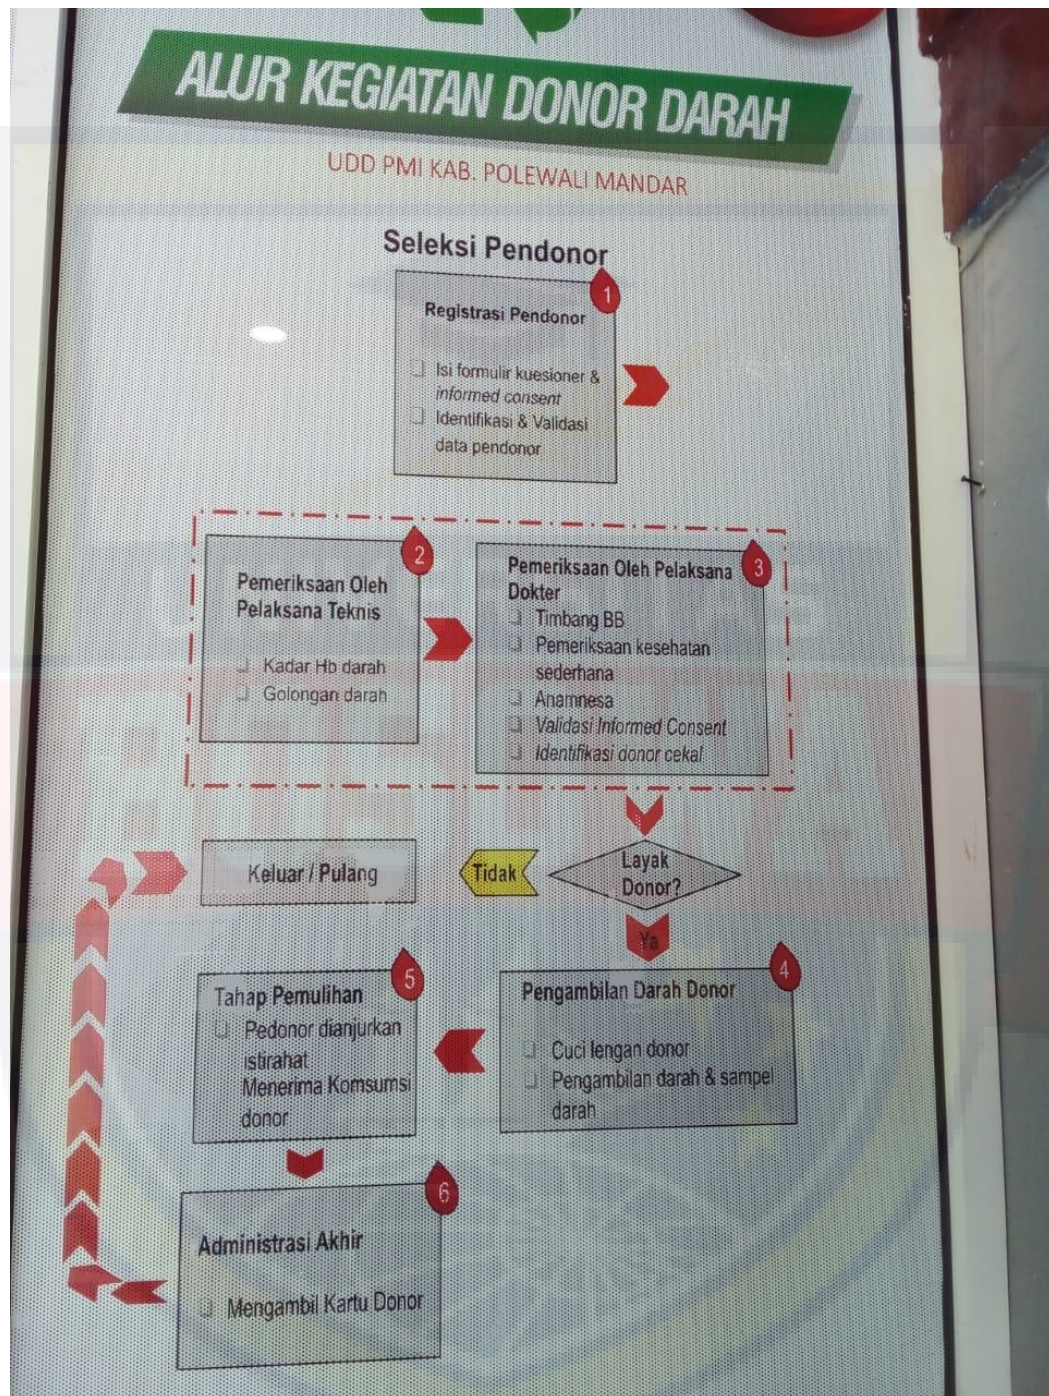 ALUR KEGIATAN DONOR DARAH
UDD PMI KAB. POLEWALI MANDAR
Seleksi Pendonor
1
Registrasi Pendonor
Isi formulir kuesioner &
informed consent
Identifikasi & Validasi
data pendonor
2
Pemeriksaan Oleh
Pelaksana Teknis
Kadar Hb darah
Golongan darah
3
Pemeriksaan Oleh Pelaksana
Dokter
Timbang BB
Pemeriksaan kesehatan
sederhana
Anamnesa
Validasi Informed Consent
Identifikasi donor cekal
Layak
Donor?
Tidak
Keluar / Pulang
Ya
4
Pengambilan Darah Donor
Cuci lengan donor
Pengambilan darah & sampel
darah
5
Tahap Pemulihan
Pedonor dianjurkan
istirahat
Menerima Komsumsi
donor
6
Administrasi Akhir
Mengambil Kartu Donor